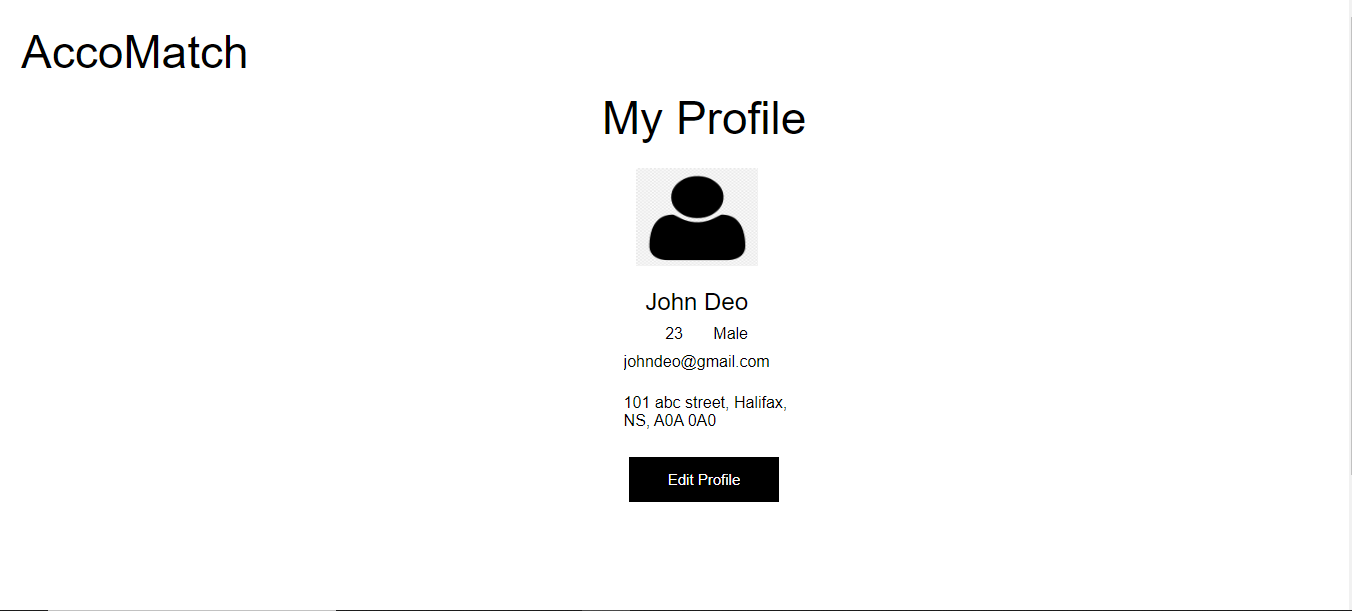 AccoMatch
My Profile
John Deo
23 Male
johndeo@gmail.com
101 abc street, Halifax,
NS, A0A 0A0
Edit Profile